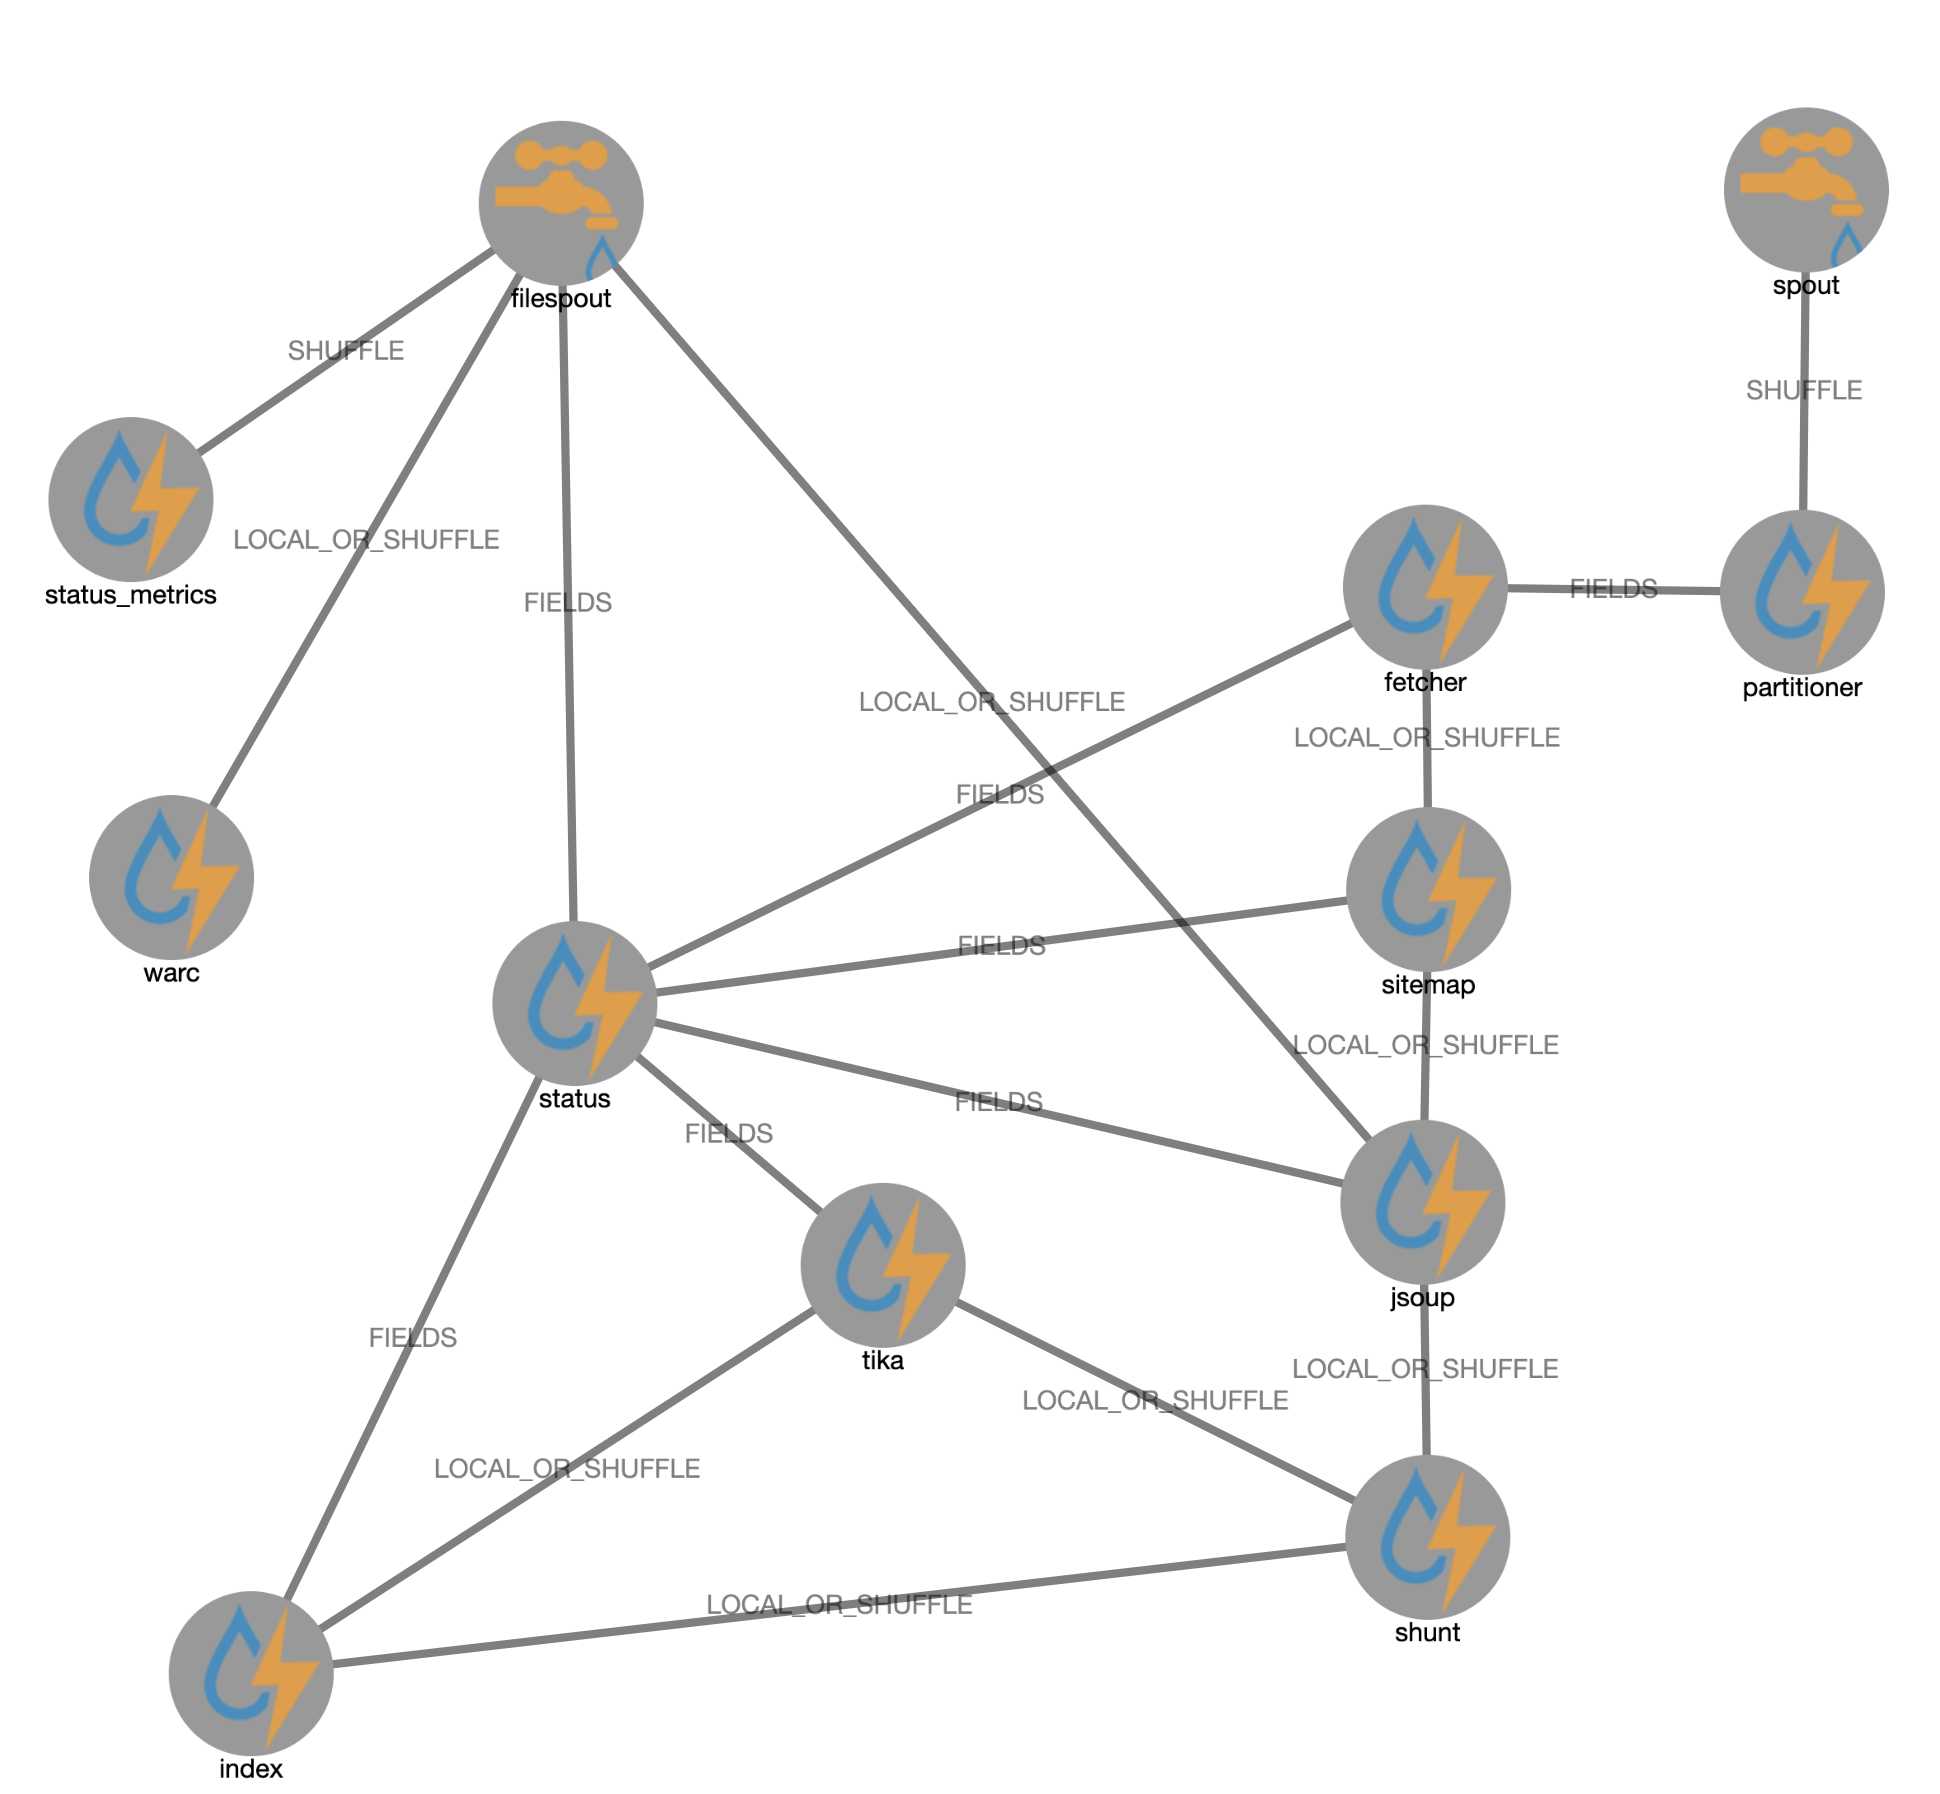 spout
filespout
SHUFFLE
SHUFFLE
LOCAL_OR_SHUFFLE
FIELDS
status_metrics
FIELDS
fetcher
partitioner
LOCAL_OR_SHUFFLE
LOCAL_OR_SHUFFLE
FIELDS
FIELDS
warc
sitemap
LOCAL_OR_SHUFFLE
status
FIELDS
FIELDS
jsoup
FIELDS
tika
LOCAL_OR_SHUFFLE
LOCAL_OR_SHUFFLE
LOCAL_OR_SHUFFLE
LOCAL_OR_SHUFFLE
shunt
index